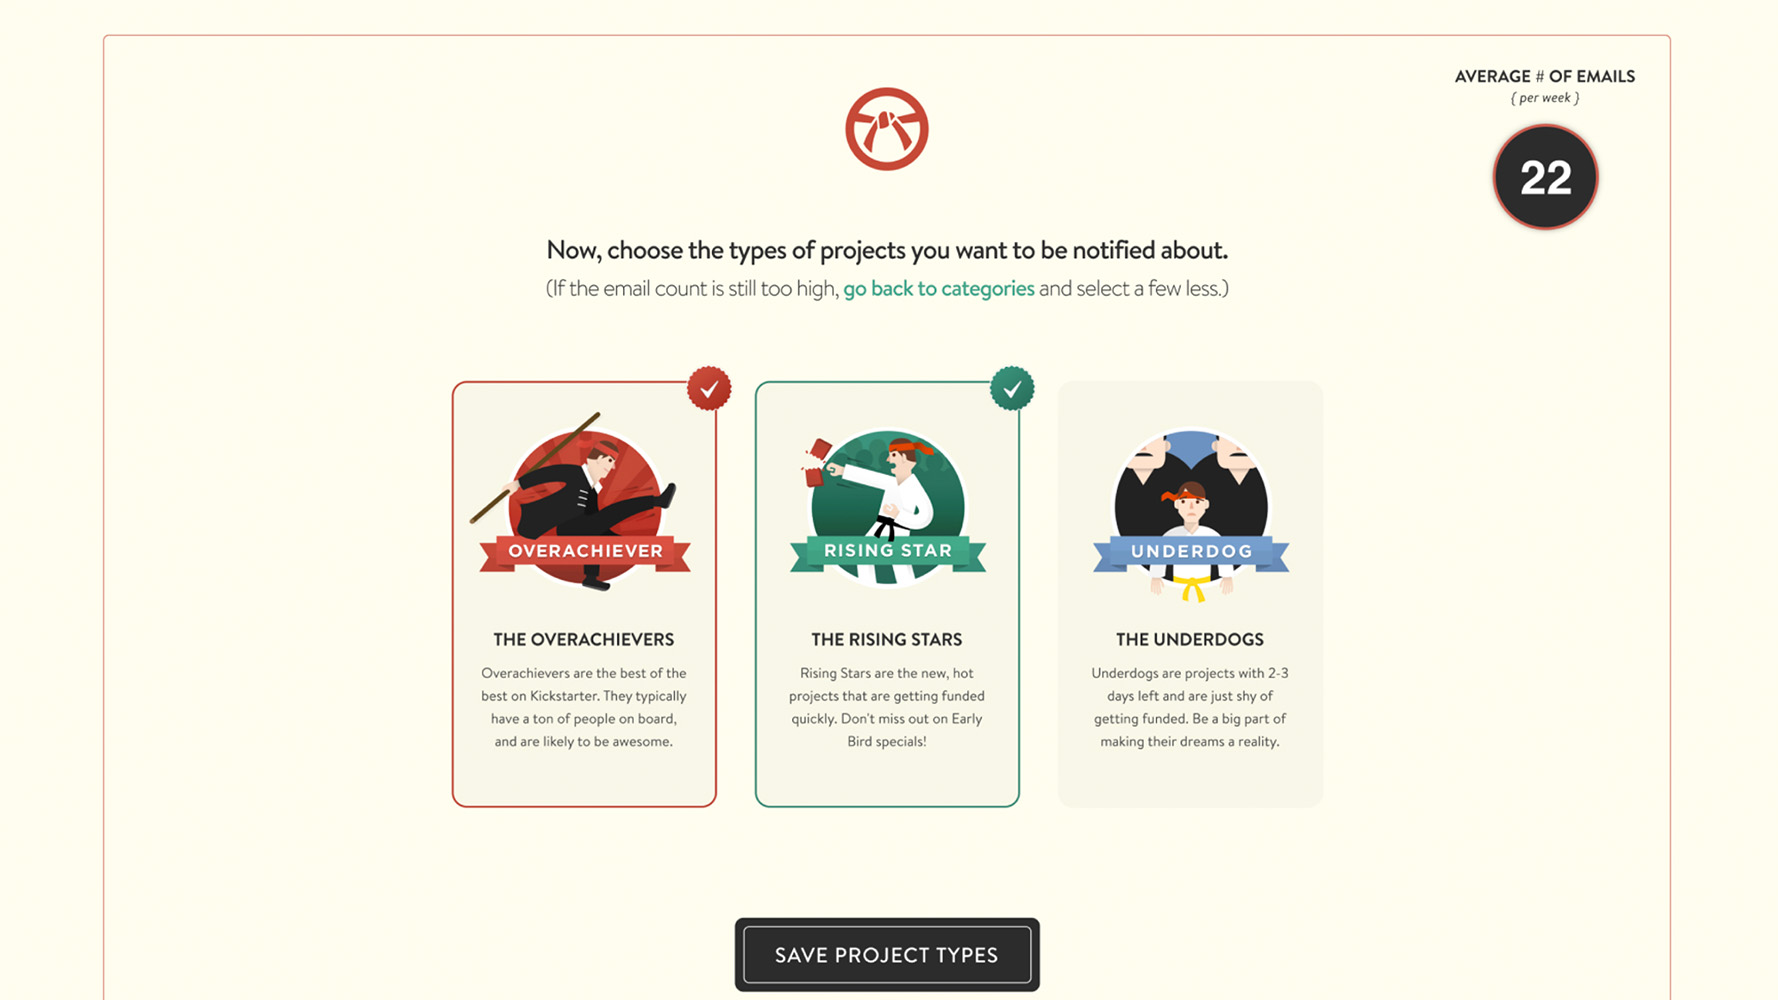 AVERAGE # OF EMAILS
{ per week }
22
Now, choose the types of projects you want to be notified about.
(If the email count is still too high, go back to categories and select a few less.)
OVERACHIEVER
THE OVERACHIEVERS
Overachievers are the best of the
best on Kickstarter. They typically
have a ton of people on board,
and are likely to be awesome.
RISING STAR
THE RISING STARS
Rising Stars are the new, hot
projects that are getting funded
quickly. Don't miss out on Early
Bird specials!
UNDERDOG
THE UNDERDOGS
Underdogs are projects with 2-3
days left and are just shy of
getting funded. Be a big part of
making their dreams a reality.
SAVE PROJECT TYPES